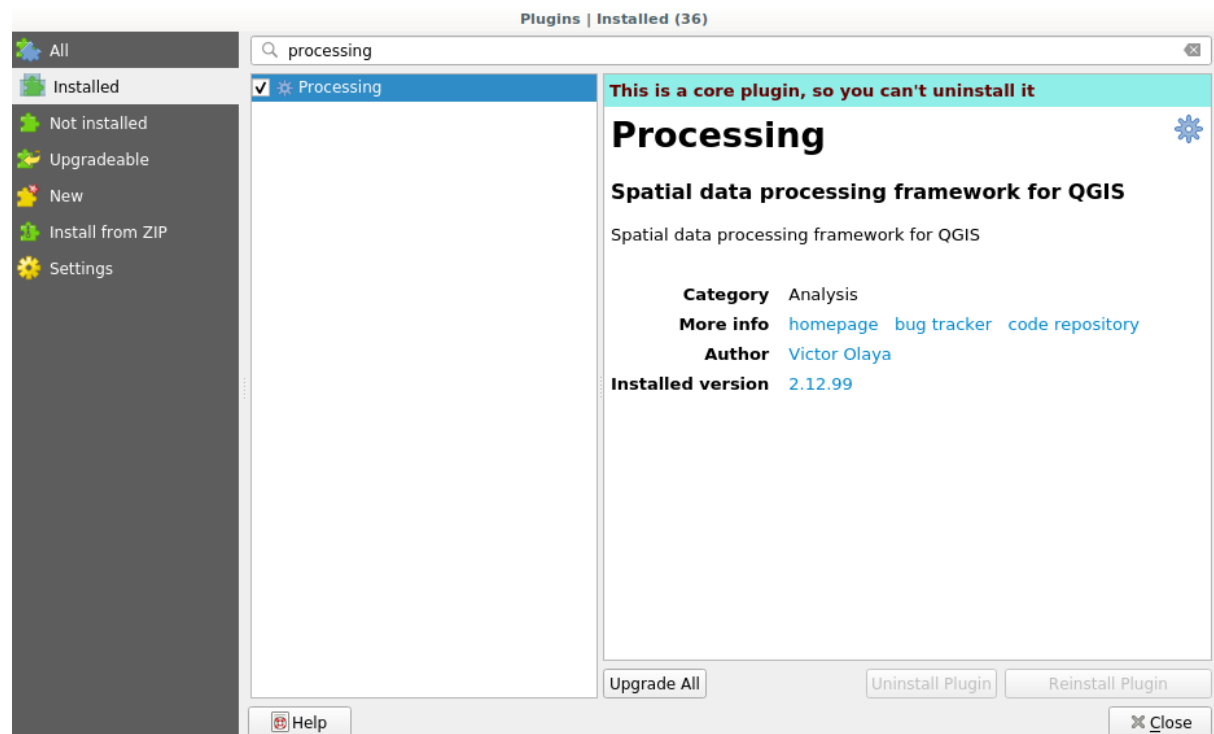 Plugins | Installed (36)
All
Installed
Not installed
Upgradeable
New
Install from ZIP
Settings
processing
Processing
This is a core plugin, so you can't uninstall it
Processing
Spatial data processing framework for QGIS
Spatial data processing framework for QGIS
Category Analysis
More info homepage bug tracker code repository
Author Victor Olaya
Installed version 2.12.99
Upgrade All Uninstall Plugin Reinstall Plugin
Help Close